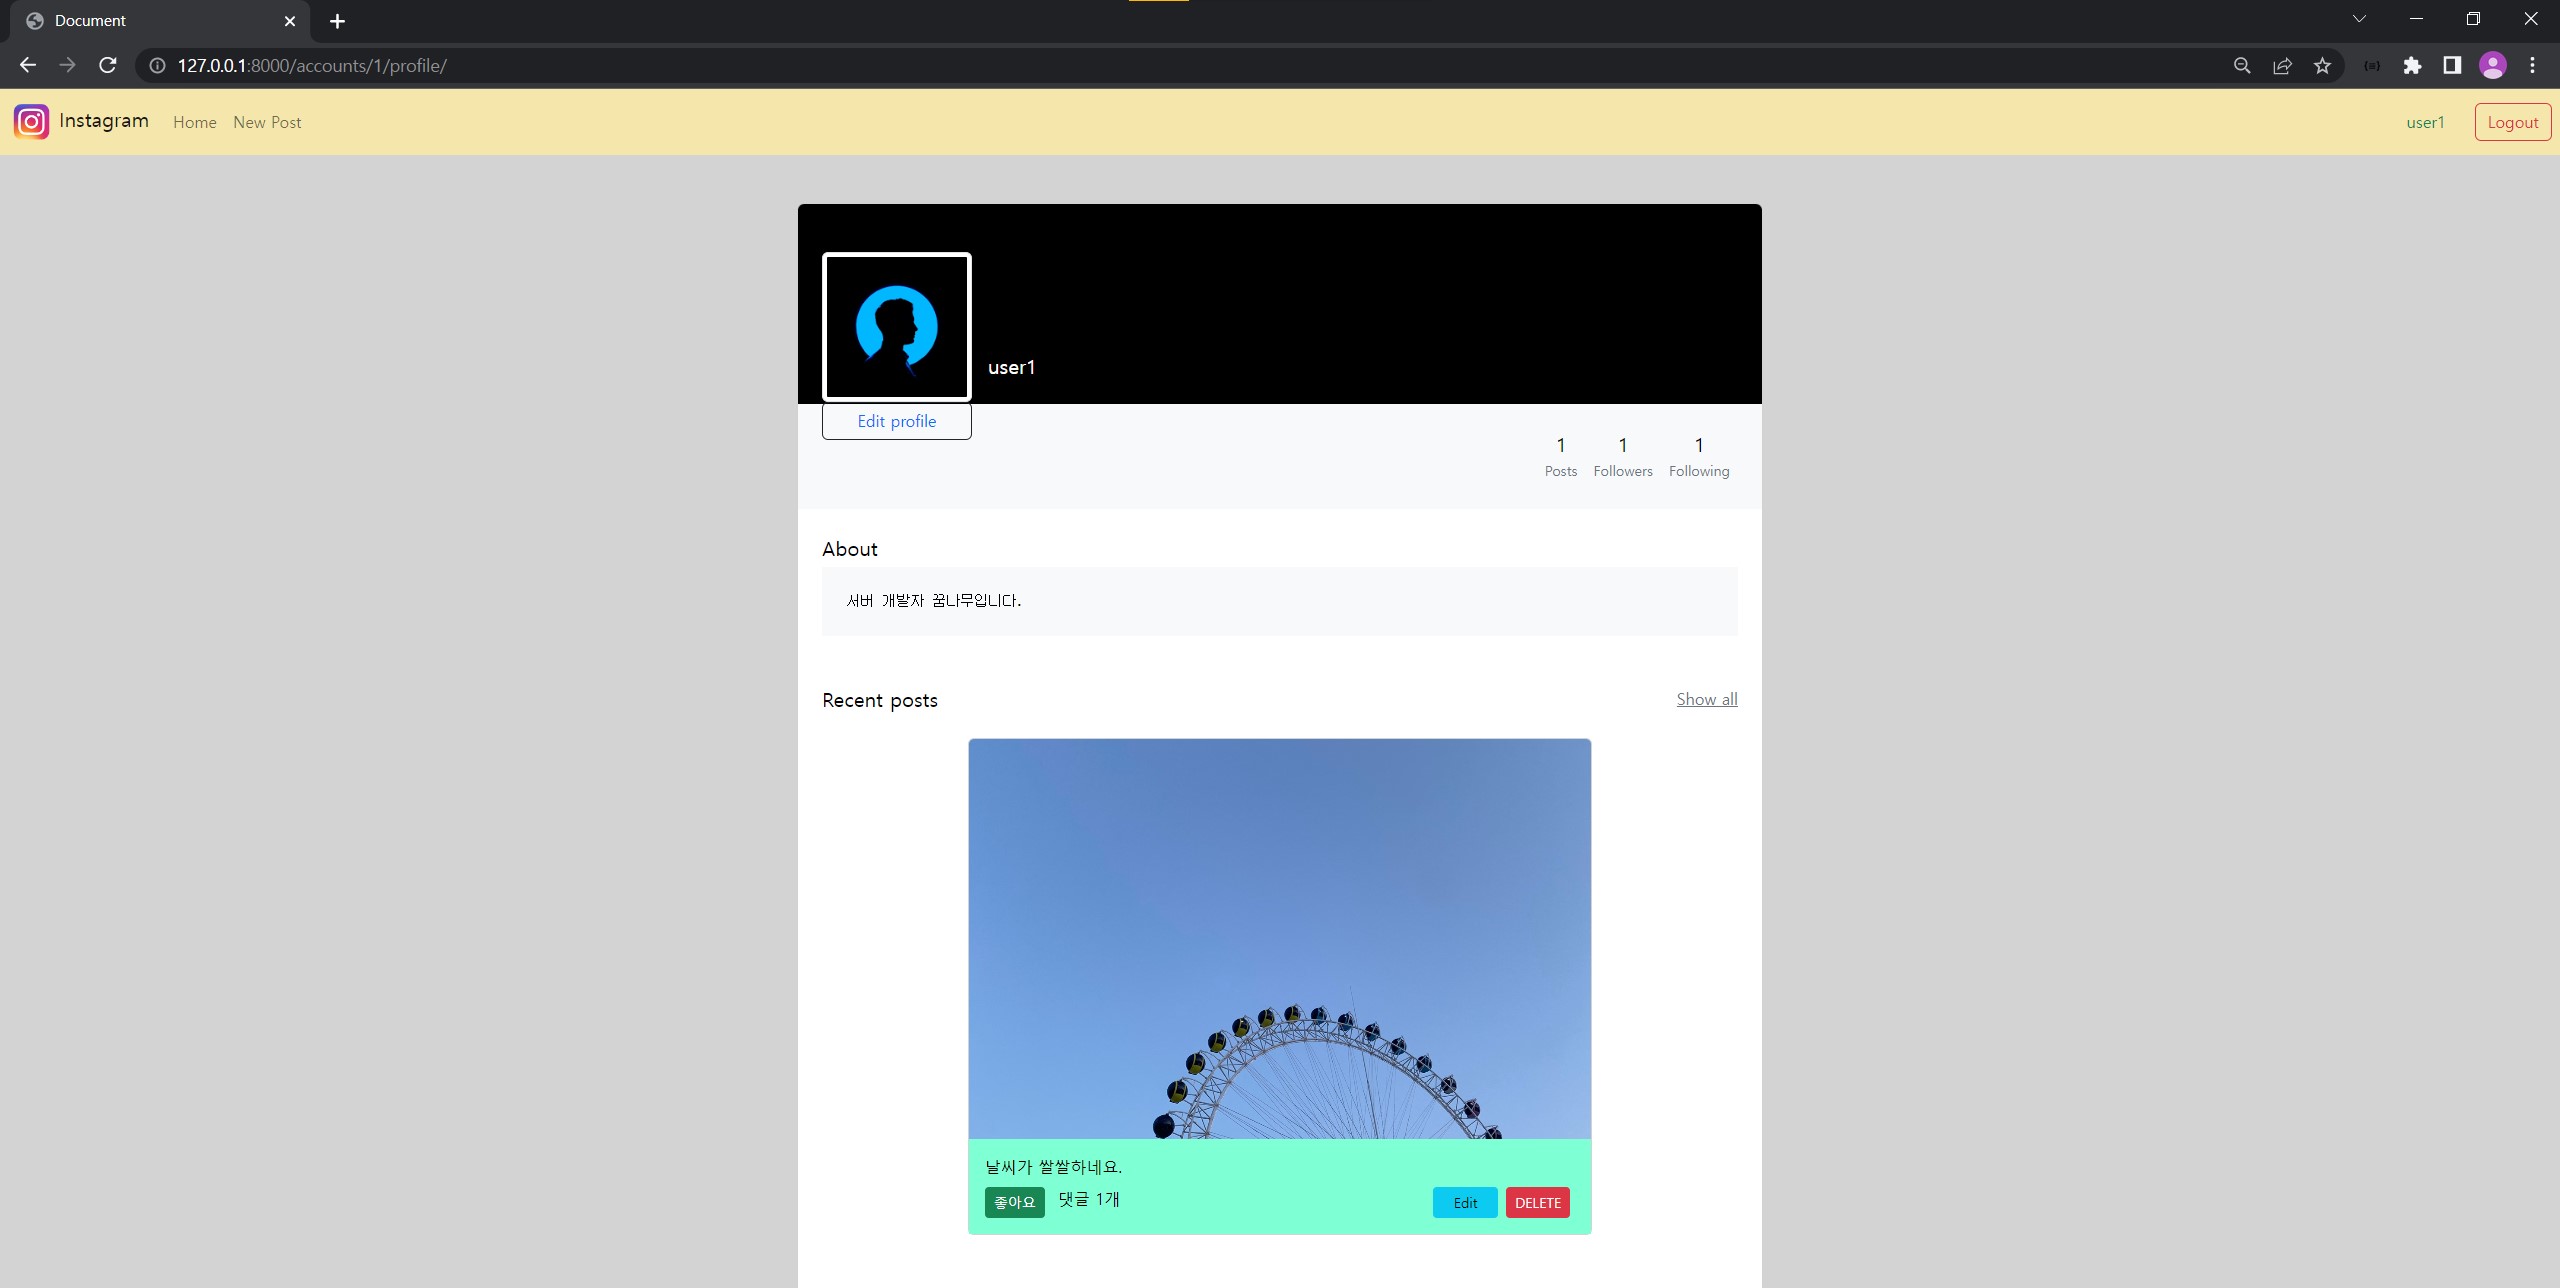 Document
127.0.0.1:8000/accounts/1/profile/
Instagram Home New Post user1 Logout
user1
Edit profile
1 1 1
Posts Followers Following
About
서버 개발자 꿈나무입니다.
Recent posts Show all
날씨가 쌀쌀하네요.
좋아요 댓글 1개 Edit DELETE